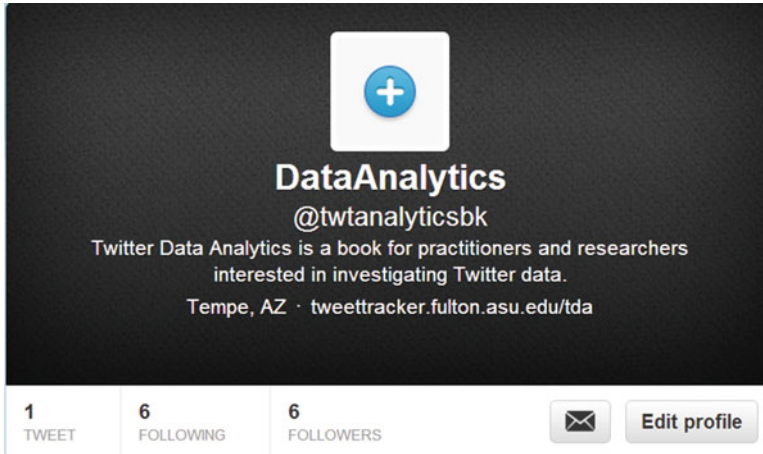 DataAnalytics
@twtanalyticsbk
Twitter Data Analytics is a book for practitioners and researchers
interested in investigating Twitter data.
Tempe, AZ · tweettracker.fulton.asu.edu/tda
1 6 6
TWEET FOLLOWING FOLLOWERS
Edit profile